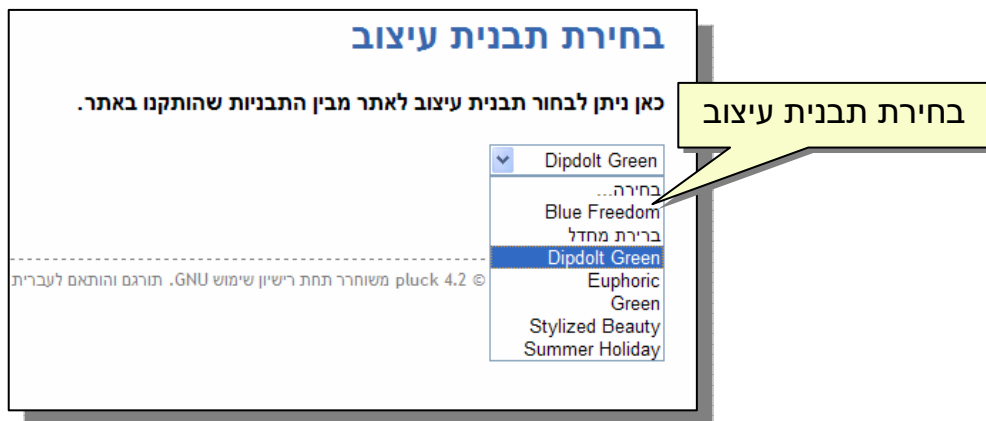 בחירת תבנית עיצוב
כאן ניתן לבחור תבנית עיצוב לאתר מבין התבניות שהותקנו באתר.
בחירת תבנית עיצוב
Dipdolt Green
בחירה...
Blue Freedom
ברירת מחדל
Dipdolt Green
Euphoric
Green
Stylized Beauty
Summer Holiday
© pluck 4.2 משוחרר תחת רישיון שימוש GNU. תורגם והותאם לעברית